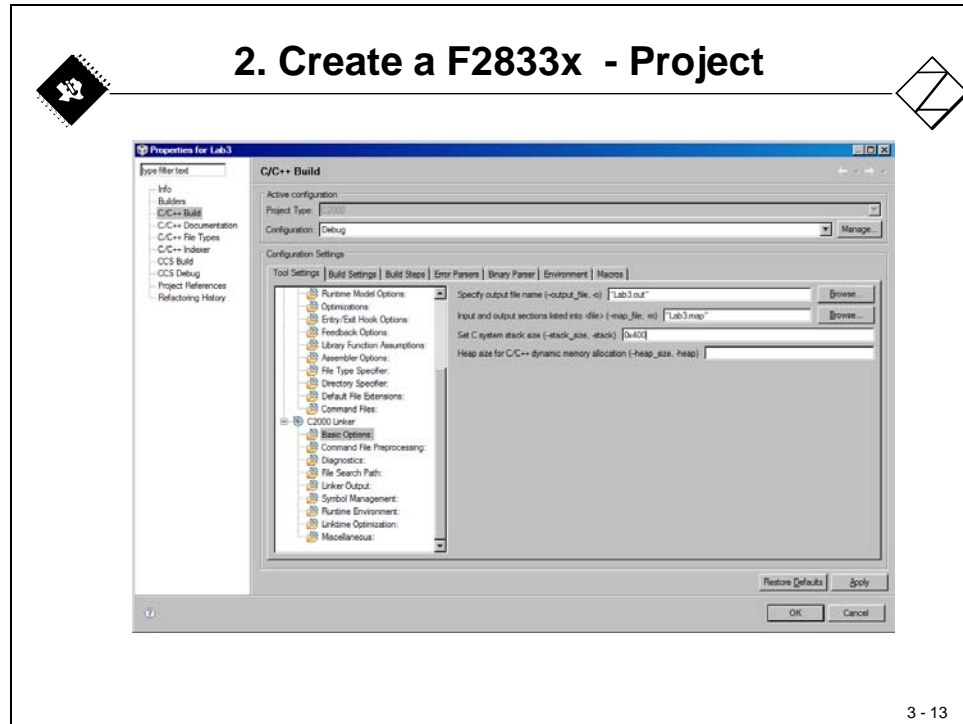 2. Create a F2833x - Project
Properties for Lab3
type filter text
Info
Builders
C/C++ Build
C/C++ Documentation
C/C++ File Types
C/C++ Indexer
CCS Build
CCS Debug
Project References
Refactoring History
C/C++ Build
Active configuration
Project Type: C2000
Configuration: Debug
Manage...
Configuration Settings
Tool Settings
Build Settings
Build Steps
Error Parsers
Binary Parser
Environment
Macros
Runtime Model Options:
Optimizations:
Entry/Exit Hook Options:
Feedback Options:
Library Function Assumptions:
Assembler Options:
File Type Specifier:
Directory Specifier:
Default File Extensions:
Command Files:
C2000 Linker
Basic Options:
Command File Preprocessing:
Diagnostics:
File Search Path:
Linker Output:
Symbol Management:
Runtime Environment:
Linktime Optimization:
Miscellaneous:
Specify output file name (--output_file, -o) "Lab3.out" Browse...
Input and output sections listed into <file> (--map_file, -m) "Lab3.map" Browse...
Set C system stack size (--stack_size, -stack) 0x400
Heap size for C/C++ dynamic memory allocation (--heap_size, -heap)
Restore Defaults Apply
OK Cancel
3 - 13